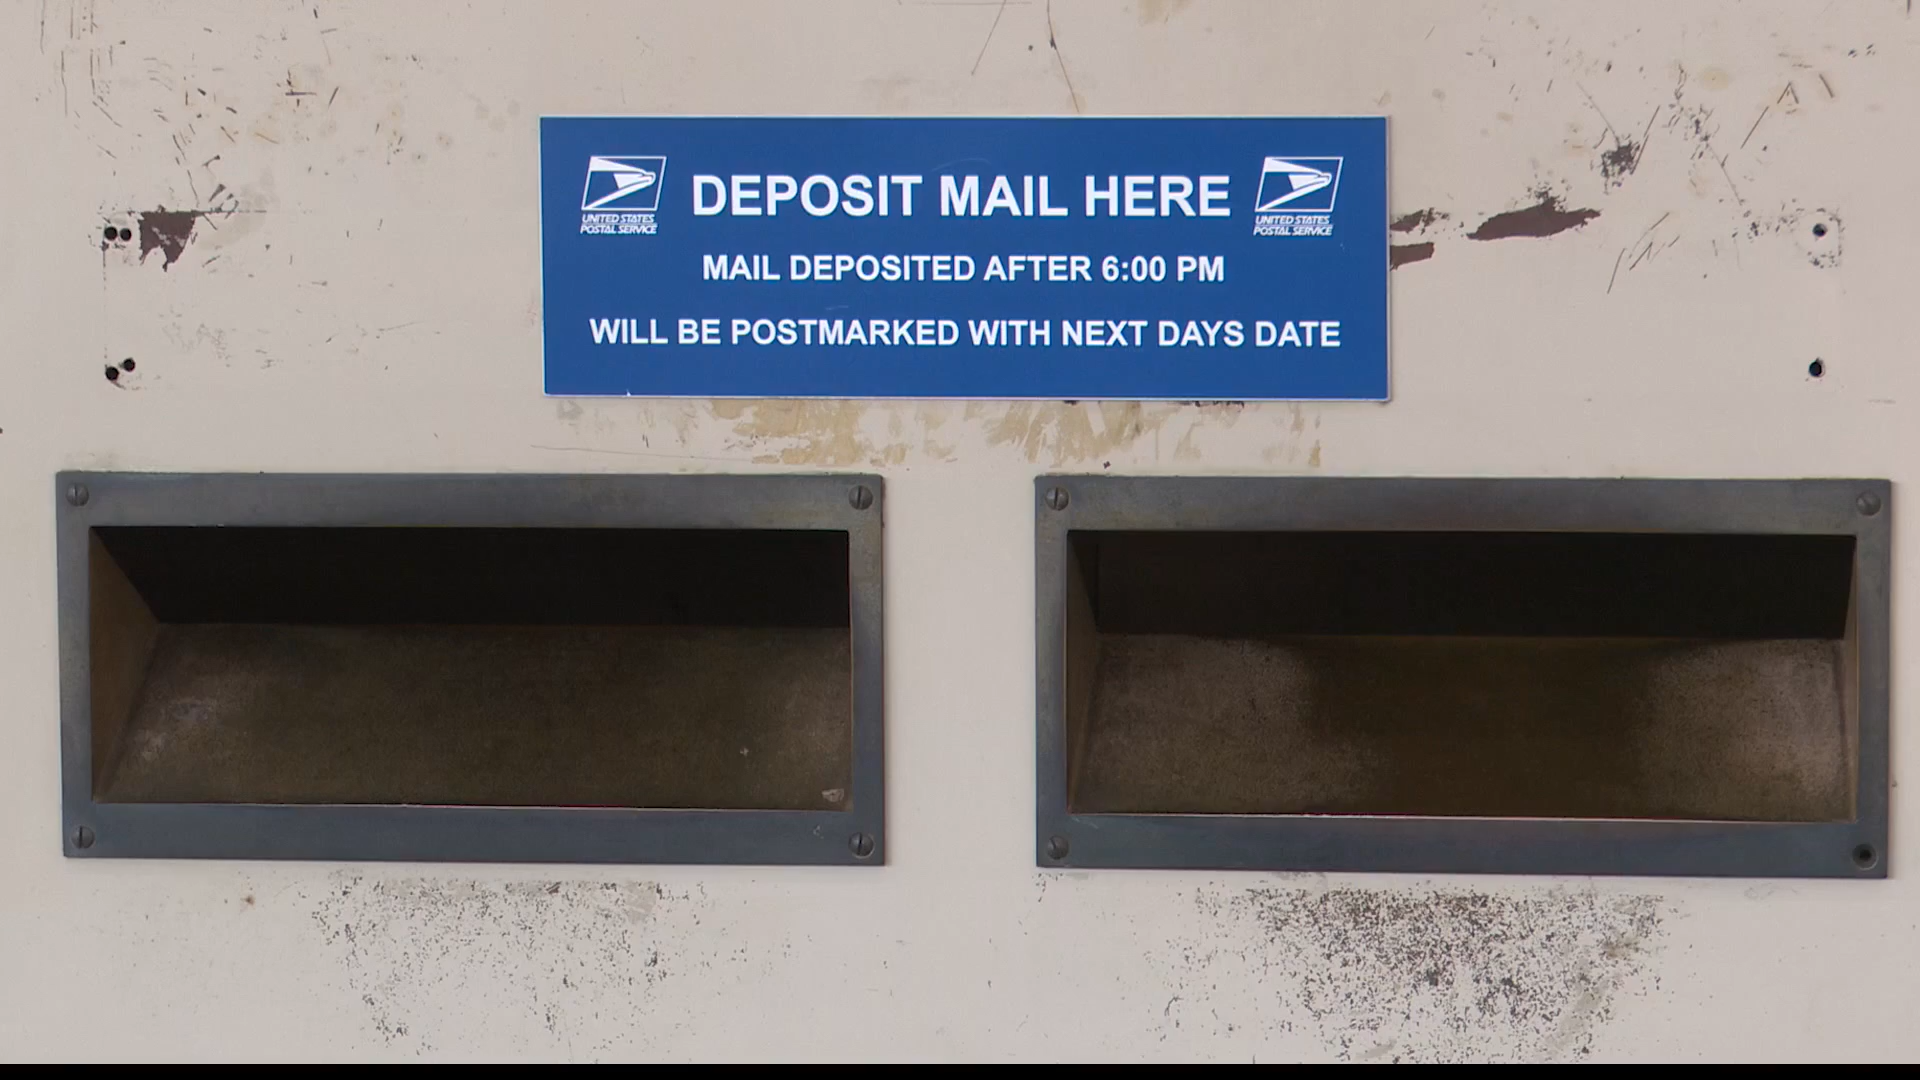 DEPOSIT MAIL HERE
UNITED STATES
POSTAL SERVICE
UNITED STATES
POSTAL SERVICE
MAIL DEPOSITED AFTER 6:00 PM
WILL BE POSTMARKED WITH NEXT DAYS DATE